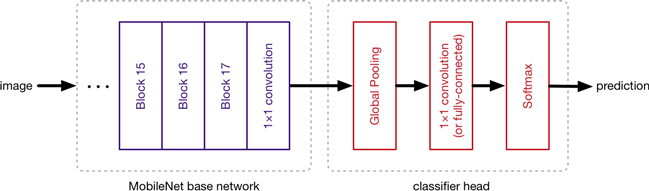 image
...
Block 15
Block 16
Block 17
1×1 convolution
Global Pooling
1×1 convolution
(or fully-connected)
Softmax
prediction
MobileNet base network
classifier head